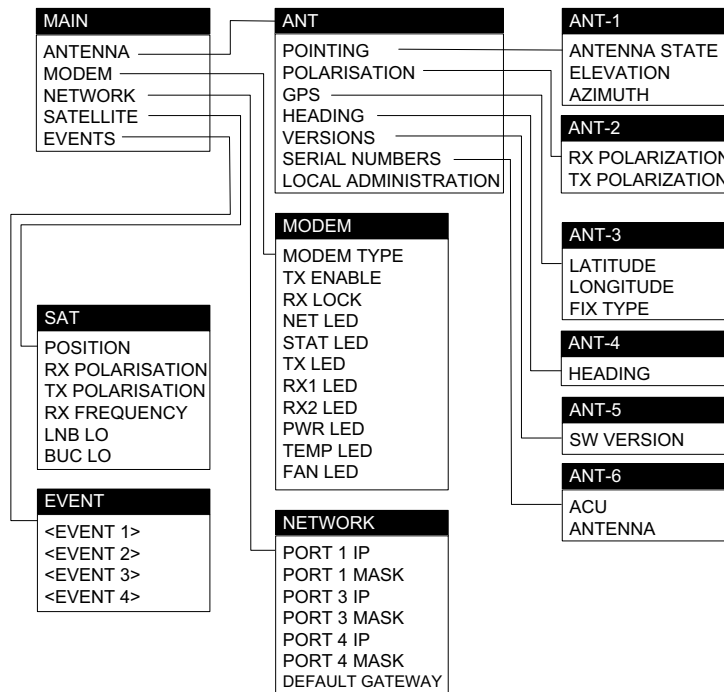 MAIN
ANTENNA
MODEM
NETWORK
SATELLITE
EVENTS
ANT
POINTING
POLARISATION
GPS
HEADING
VERSIONS
SERIAL NUMBERS
LOCAL ADMINISTRATION
ANT-1
ANTENNA STATE
ELEVATION
AZIMUTH
ANT-2
RX POLARIZATION
TX POLARIZATION
ANT-3
LATITUDE
LONGITUDE
FIX TYPE
ANT-4
HEADING
ANT-5
SW VERSION
ANT-6
ACU
ANTENNA
MODEM
MODEM TYPE
TX ENABLE
RX LOCK
NET LED
STAT LED
TX LED
RX1 LED
RX2 LED
PWR LED
TEMP LED
FAN LED
SAT
POSITION
RX POLARISATION
TX POLARISATION
RX FREQUENCY
LNB LO
BUC LO
EVENT
<EVENT 1>
<EVENT 2>
<EVENT 3>
<EVENT 4>
NETWORK
PORT 1 IP
PORT 1 MASK
PORT 3 IP
PORT 3 MASK
PORT 4 IP
PORT 4 MASK
DEFAULT GATEWAY